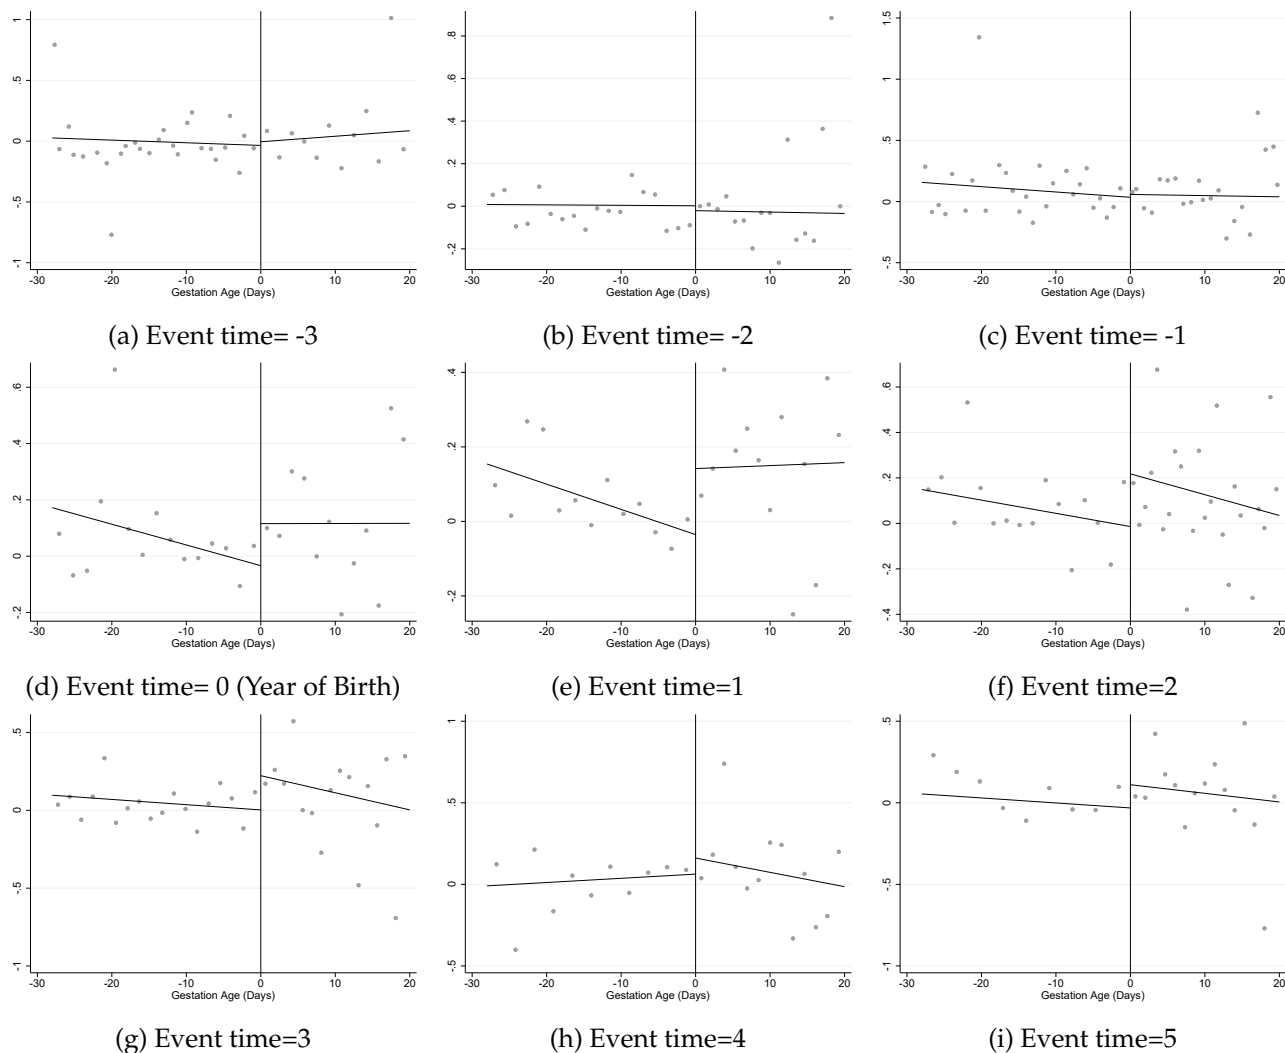 1
.5
0
-.5
-1
-30 -20 -10 0 10 20
Gestation Age (Days)
(a) Event time= -3
.8
.6
.4
.2
0
-.2
-30 -20 -10 0 10 20
Gestation Age (Days)
(b) Event time= -2
1.5
1
.5
0
-.5
-30 -20 -10 0 10 20
Gestation Age (Days)
(c) Event time= -1
.6
.4
.2
0
-.2
-30 -20 -10 0 10 20
Gestation Age (Days)
(d) Event time= 0 (Year of Birth)
.4
.2
0
-.2
-30 -20 -10 0 10 20
Gestation Age (Days)
(e) Event time=1
.6
.4
.2
0
-.2
-.4
-30 -20 -10 0 10 20
Gestation Age (Days)
(f) Event time=2
.5
0
-.5
-1
-30 -20 -10 0 10 20
Gestation Age (Days)
(g) Event time=3
1
.5
0
-.5
-30 -20 -10 0 10 20
Gestation Age (Days)
(h) Event time=4
.5
0
-.5
-1
-30 -20 -10 0 10 20
Gestation Age (Days)
(i) Event time=5